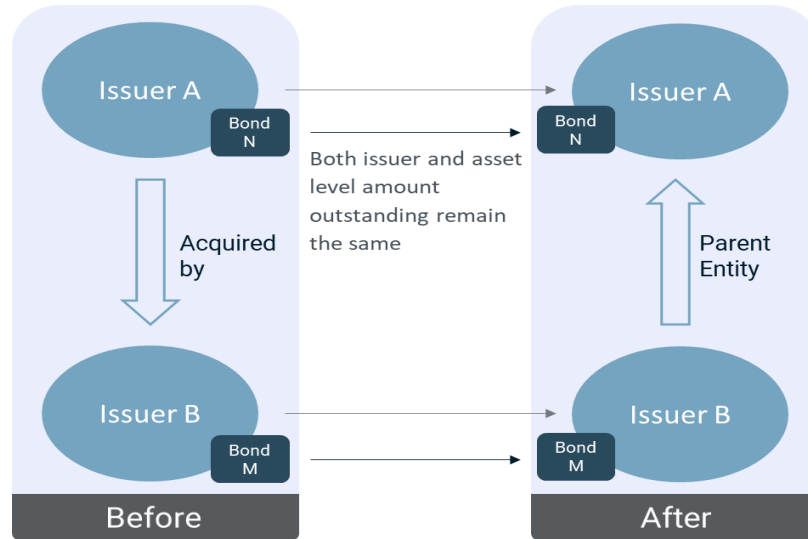 Issuer A
Bond
N
Acquired
by
Issuer B
Bond
M
Before
Both issuer and asset
level amount
outstanding remain
the same
Issuer A
Bond
N
Parent
Entity
Issuer B
Bond
M
After